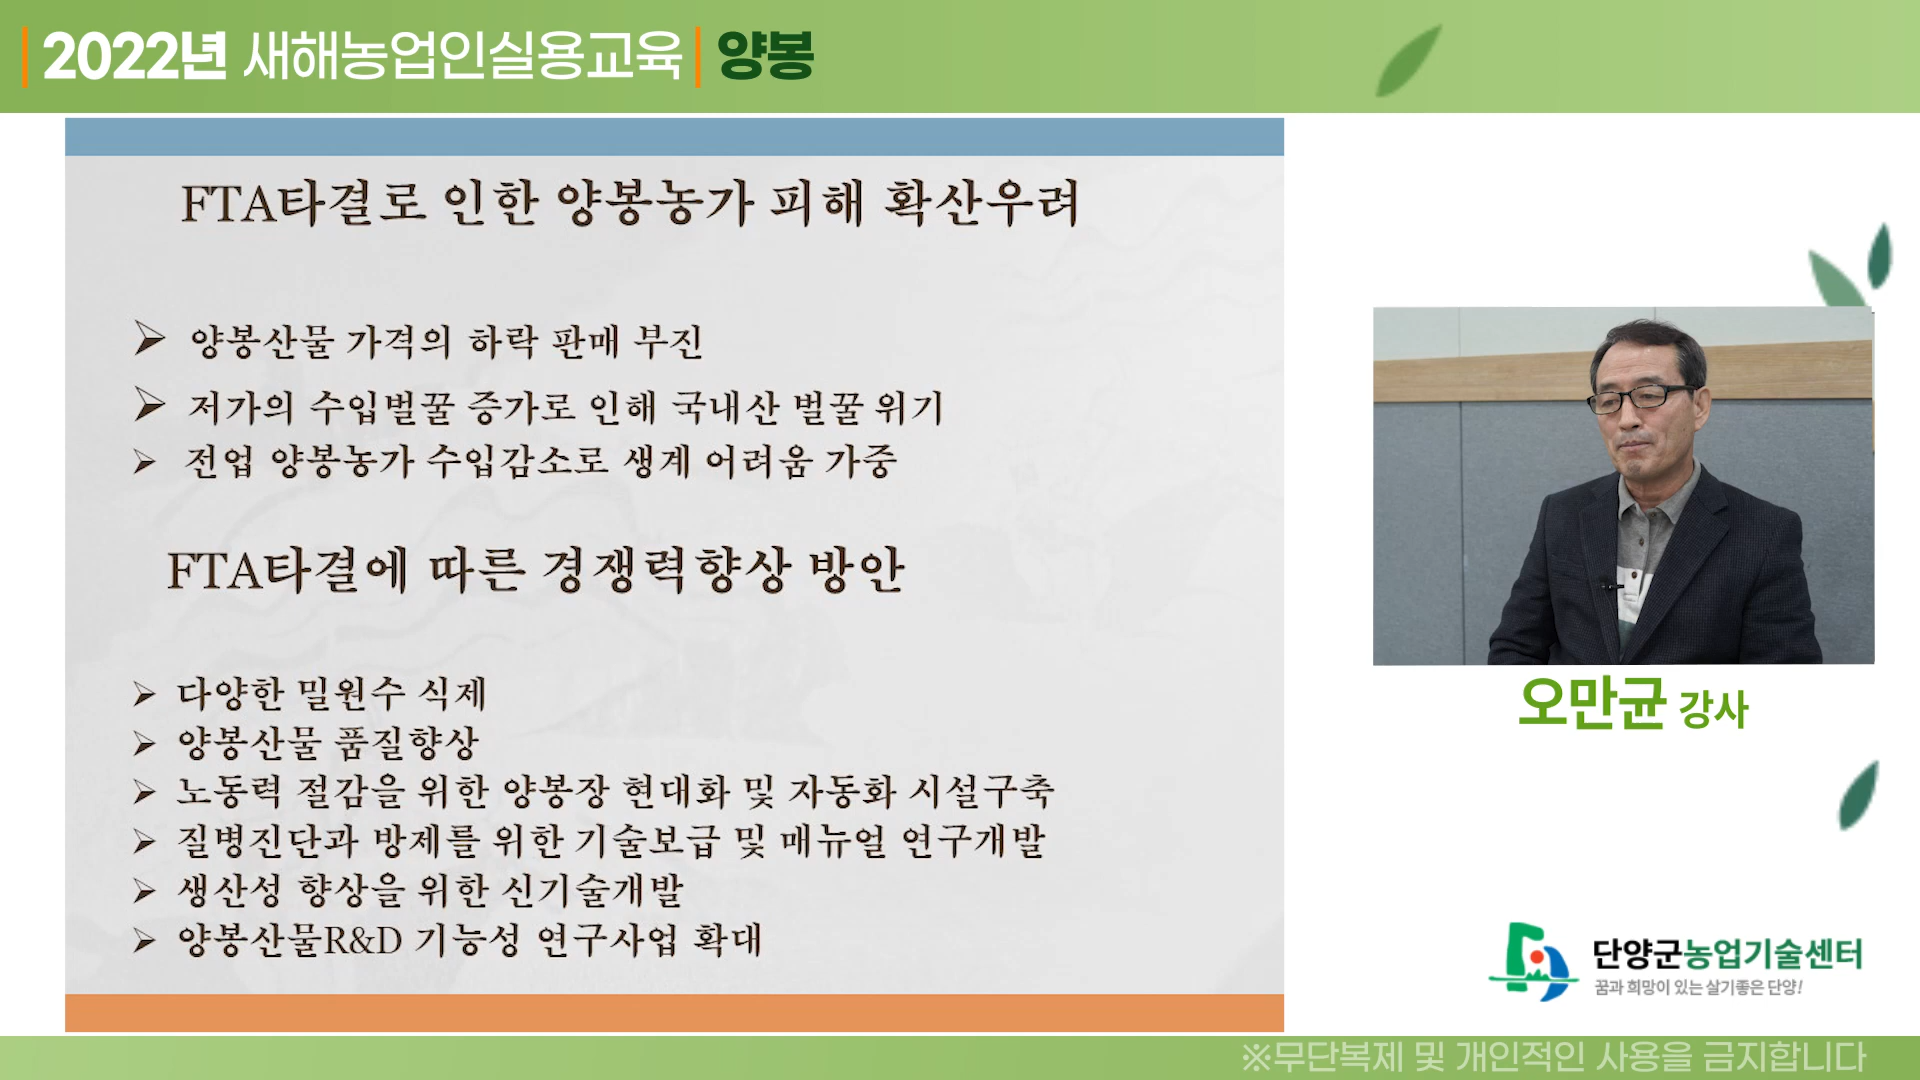 2022년 새해농업인실용교육 양봉
FTA타결로 인한 양봉농가 피해 확산우려
양봉산물 가격의 하락 판매 부진
저가의 수입벌꿀 증가로 인해 국내산 벌꿀 위기
전업 양봉농가 수입감소로 생계 어려움 가중
FTA타결에 따른 경쟁력향상 방안
다양한 밀원수 식제
양봉산물 품질향상
노동력 절감을 위한 양봉장 현대화 및 자동화 시설구축
질병진단과 방제를 위한 기술보급 및 매뉴얼 연구개발
생산성 향상을 위한 신기술개발
양봉산물R&D 기능성 연구사업 확대
오만균 강사
단양군농업기술센터
꿈과 희망이 있는 살기좋은 단양!
※무단복제 및 개인적인 사용을 금지합니다